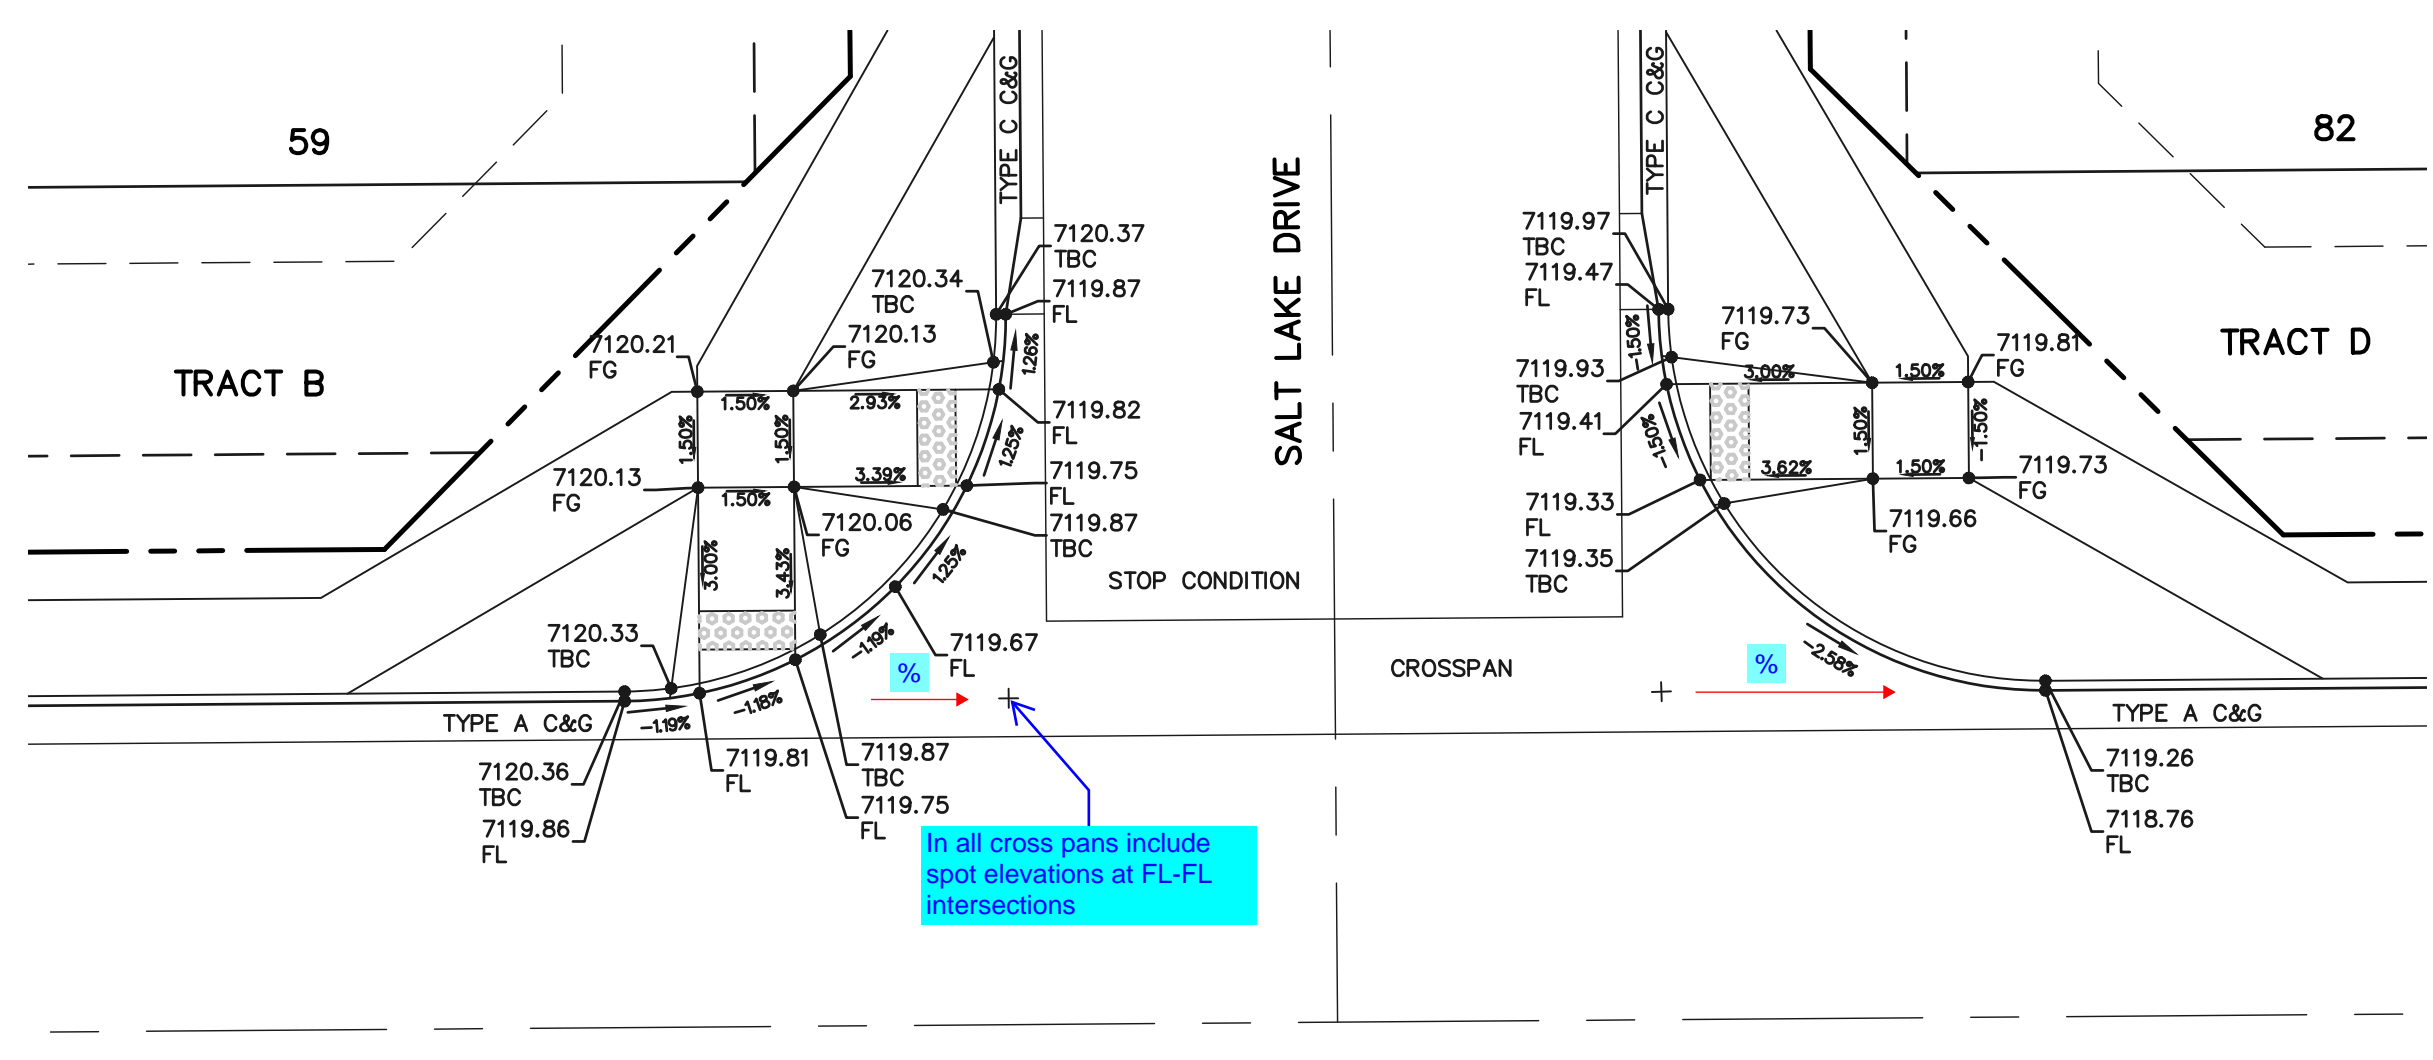 59
82
TYPE C C&G
TYPE C C&G
SALT LAKE DRIVE
7120.37
TBC
7119.97
TBC
7120.34
TBC
7119.87
FL
7119.47
FL
7120.21
FG
7120.13
FG
1.26%
-1.50%
7119.73
FG
7119.81
FG
TRACT B
TRACT D
1.50%
2.93%
7119.93
TBC
3.00%
1.50%
7119.82
FL
7119.41
FL
1.50%
1.50%
1.25%
-1.50%
1.50%
-1.50%
7120.13
FG
3.39%
7119.75
FL
3.62%
1.50%
7119.73
FG
1.50%
7120.06
FG
7119.87
TBC
7119.33
FL
7119.66
FG
3.00%
3.43%
1.25%
STOP CONDITION
7119.35
TBC
7120.33
TBC
-1.19%
7119.67
FL
%
CROSSPAN
%
-2.58%
TYPE A C&G
-1.19%
-1.18%
TYPE A C&G
7120.36
TBC
7119.81
FL
7119.87
TBC
7119.26
TBC
7119.86
FL
7119.75
FL
7118.76
FL
In all cross pans include
spot elevations at FL-FL
intersections